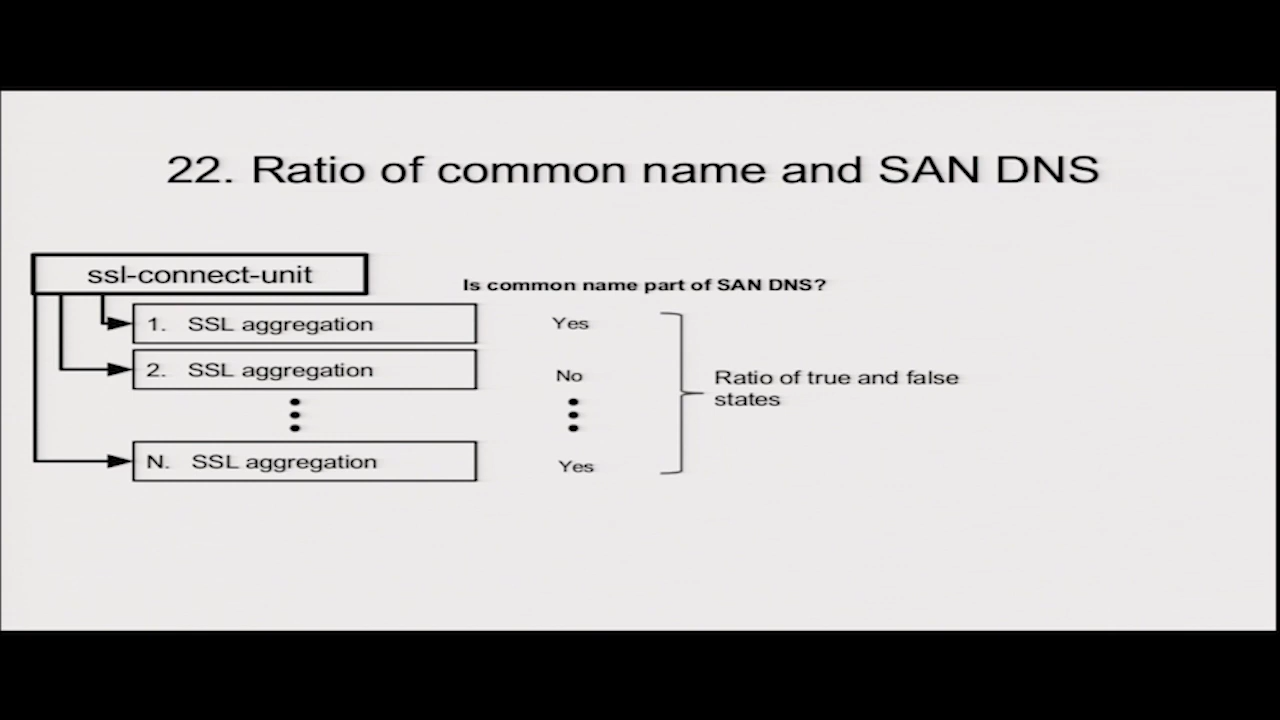 22. Ratio of common name and SAN DNS
ssl-connect-unit
Is common name part of SAN DNS?
1. SSL aggregation
Yes
2. SSL aggregation
No
N. SSL aggregation
Yes
Ratio of true and false
states